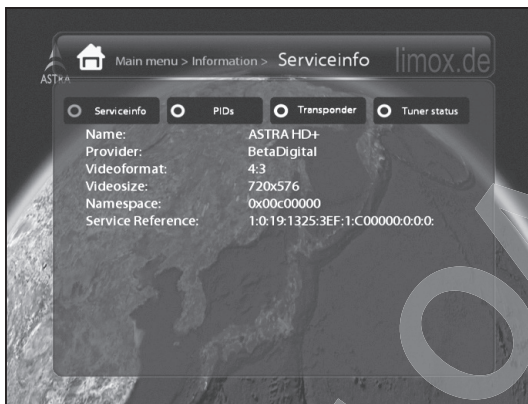 Main menu > Information > Serviceinfo
limox.de
ASTRA
Serviceinfo PIDs Transponder Tuner status
Name: ASTRA HD+
Provider: BetaDigital
Videoformat: 4:3
Videosize: 720x576
Namespace: 0x00c00000
Service Reference: 1:0:19:1325:3EF:1:C00000:0:0:0: